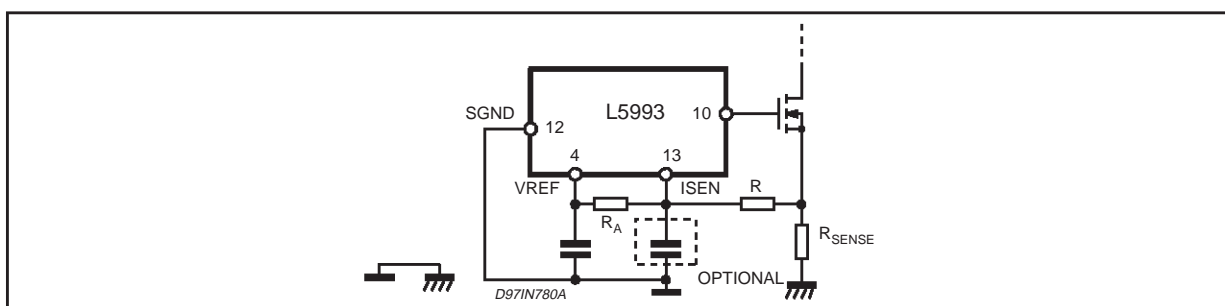 L5993
SGND
12
10
4
13
VREF
ISEN
R
R_A
R_SENSE
OPTIONAL
D97IN780A